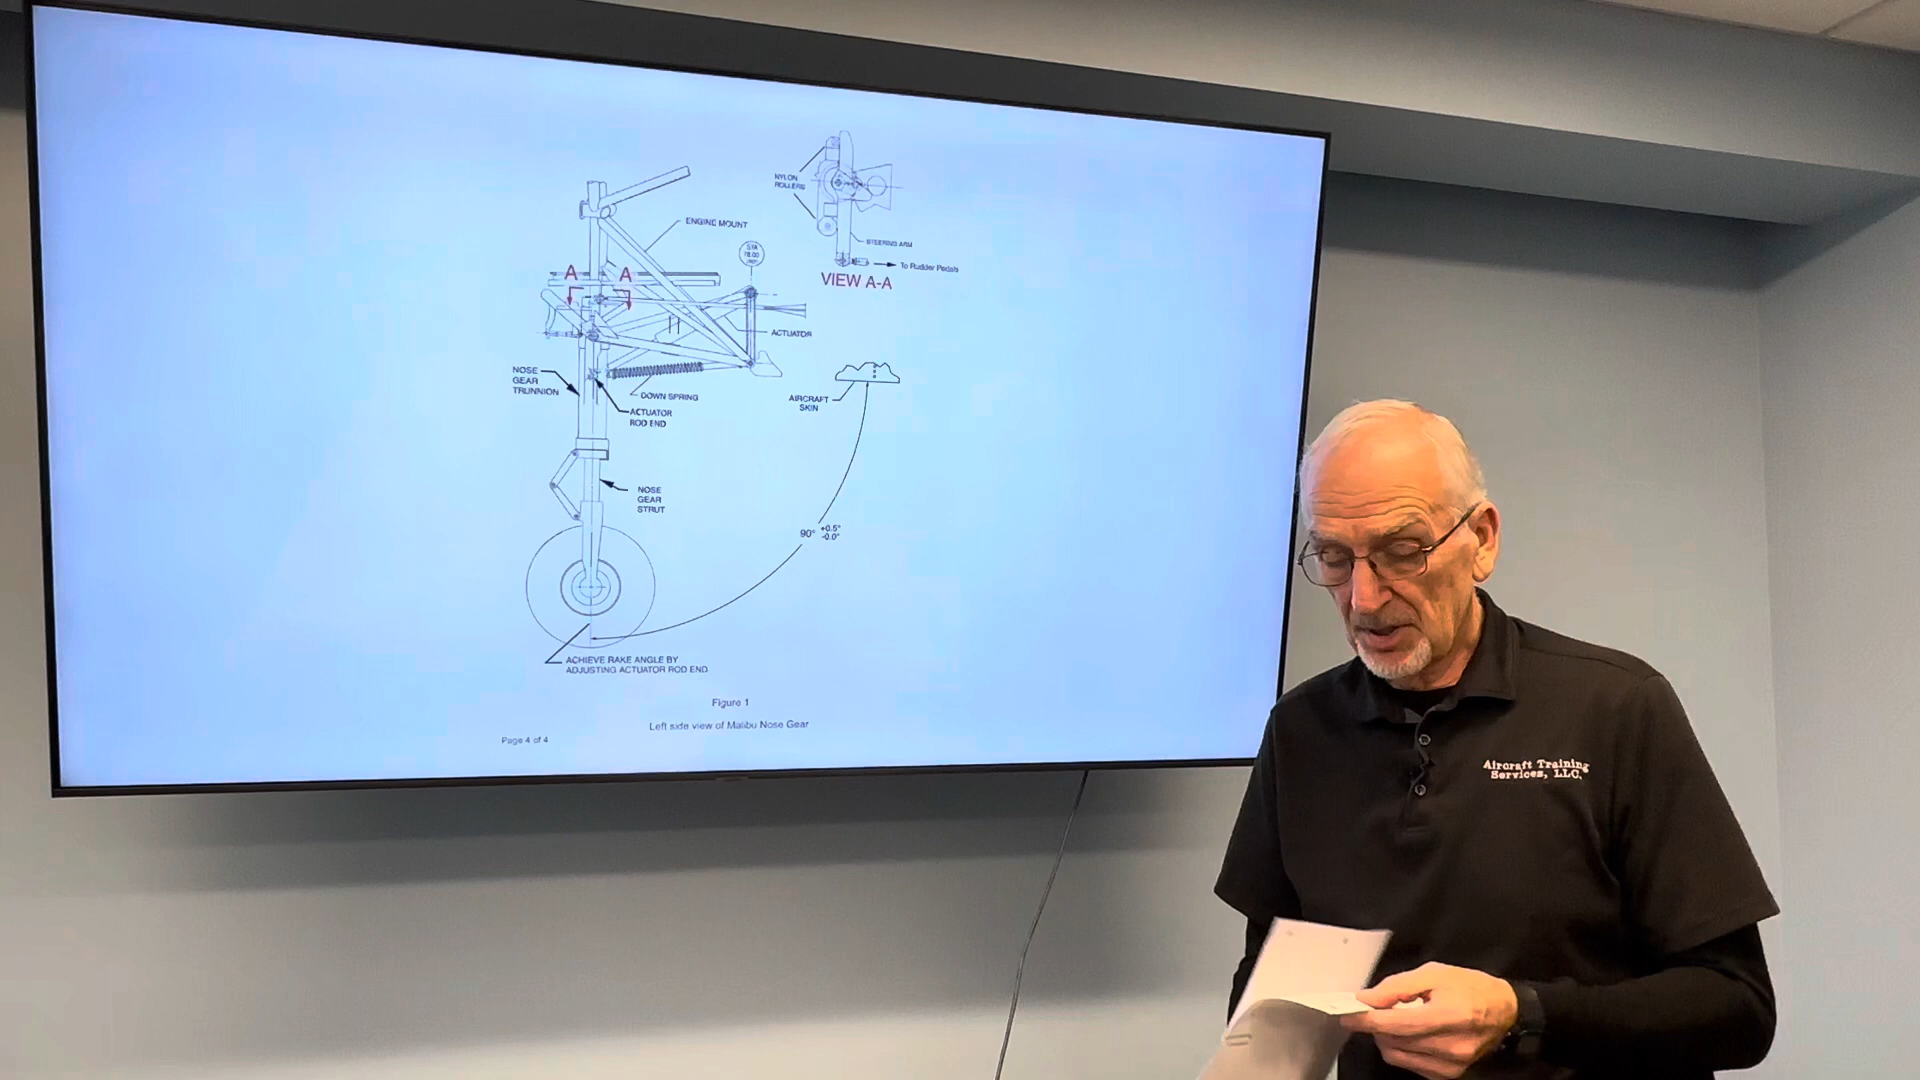 NYLON
ROLLERS
ENGINE MOUNT
STEERING ARM
STA
To Rudder Pedals
A A
VIEW A-A
ACTUATOR
NOSE
GEAR
TRUNNION
DOWN SPRING
ACTUATOR
ROD END
AIRCRAFT
SKIN
NOSE
GEAR
STRUT
90° +0.5°
-0.0°
ACHIEVE RAKE ANGLE BY
ADJUSTING ACTUATOR ROD END
Figure 1
Left side view of Malibu Nose Gear
Page 4 of 4
Aircraft Training
Services, LLC.